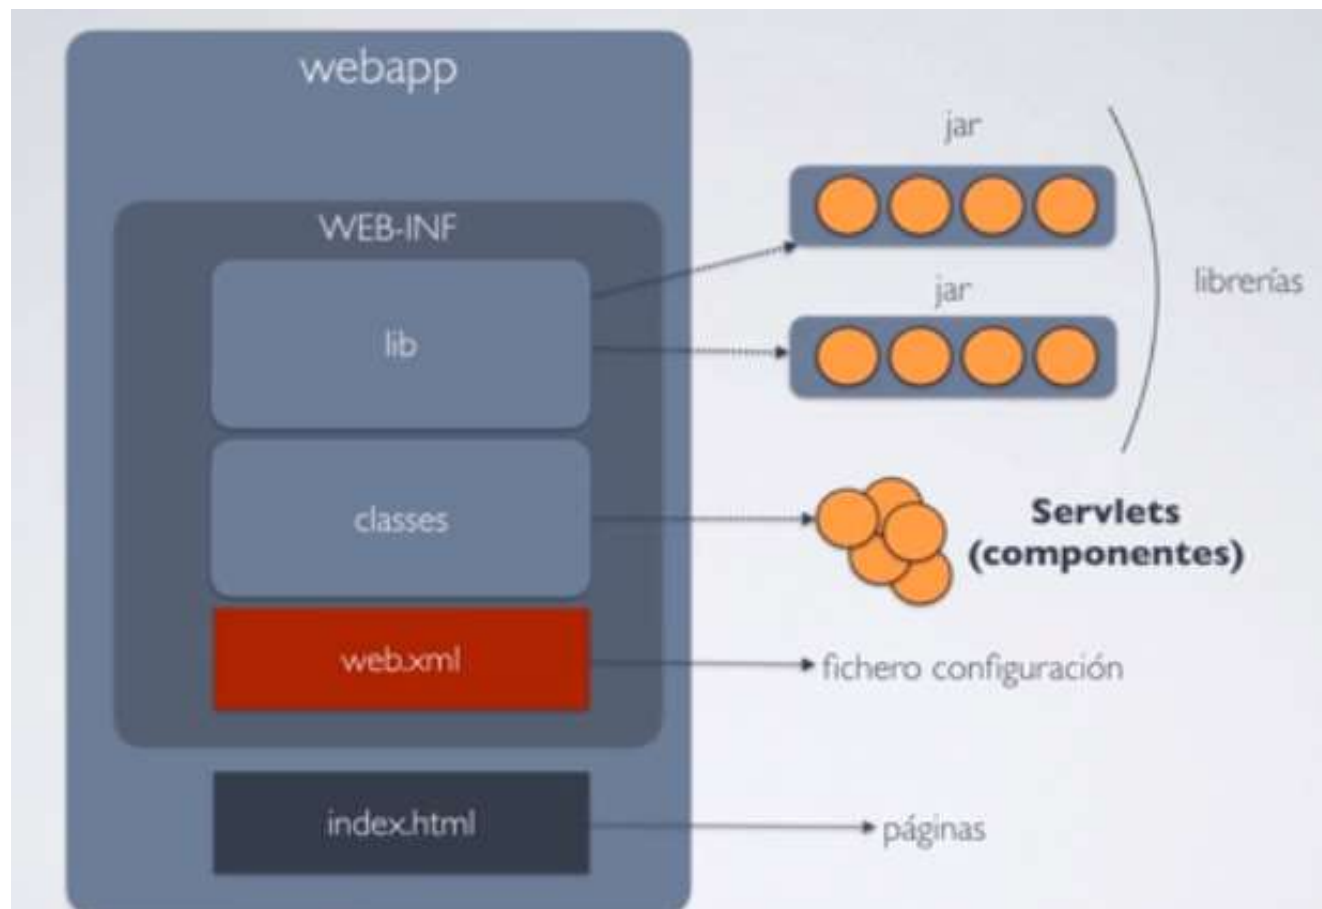 webapp
WEB-INF
lib
classes
web.xml
index.html
jar
jar
librerías
Servlets
(componentes)
fichero configuración
páginas